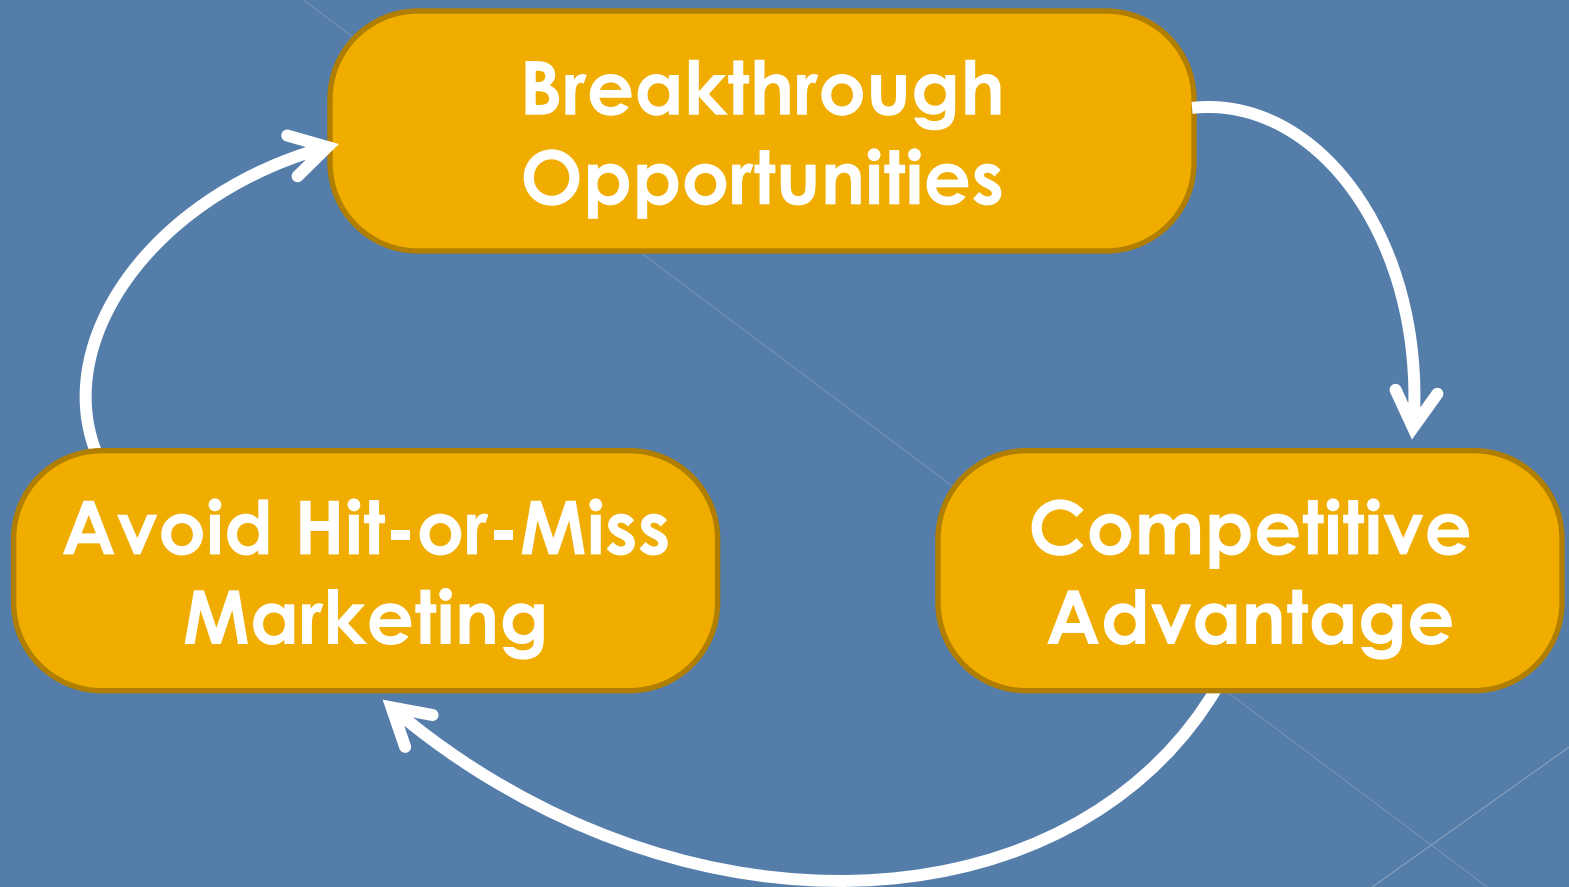 Breakthrough
Opportunities
Avoid Hit-or-Miss
Marketing
Competitive
Advantage